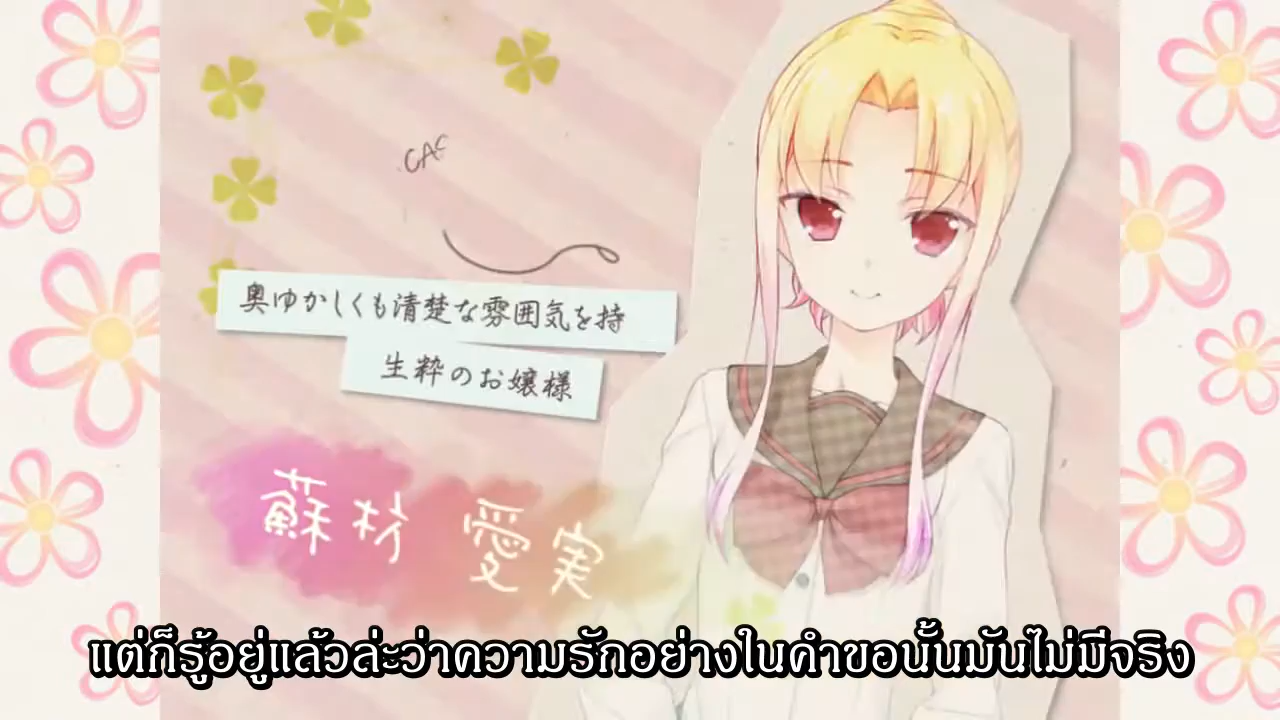 CAF
奥ゆかしくも清楚な雰囲気を持
生粋のお嬢様
蘇枋 愛実
แต่ก็รู้อยู่แล้วล่ะว่าความรักอย่างในคำขอนั้นมันไม่มีจริง